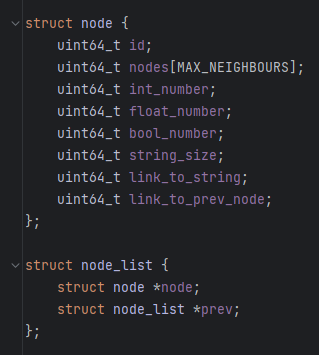 struct node {
    uint64_t id;
    uint64_t nodes[MAX_NEIGHBOURS];
    uint64_t int_number;
    uint64_t float_number;
    uint64_t bool_number;
    uint64_t string_size;
    uint64_t link_to_string;
    uint64_t link_to_prev_node;
};

struct node_list {
    struct node *node;
    struct node_list *prev;
};